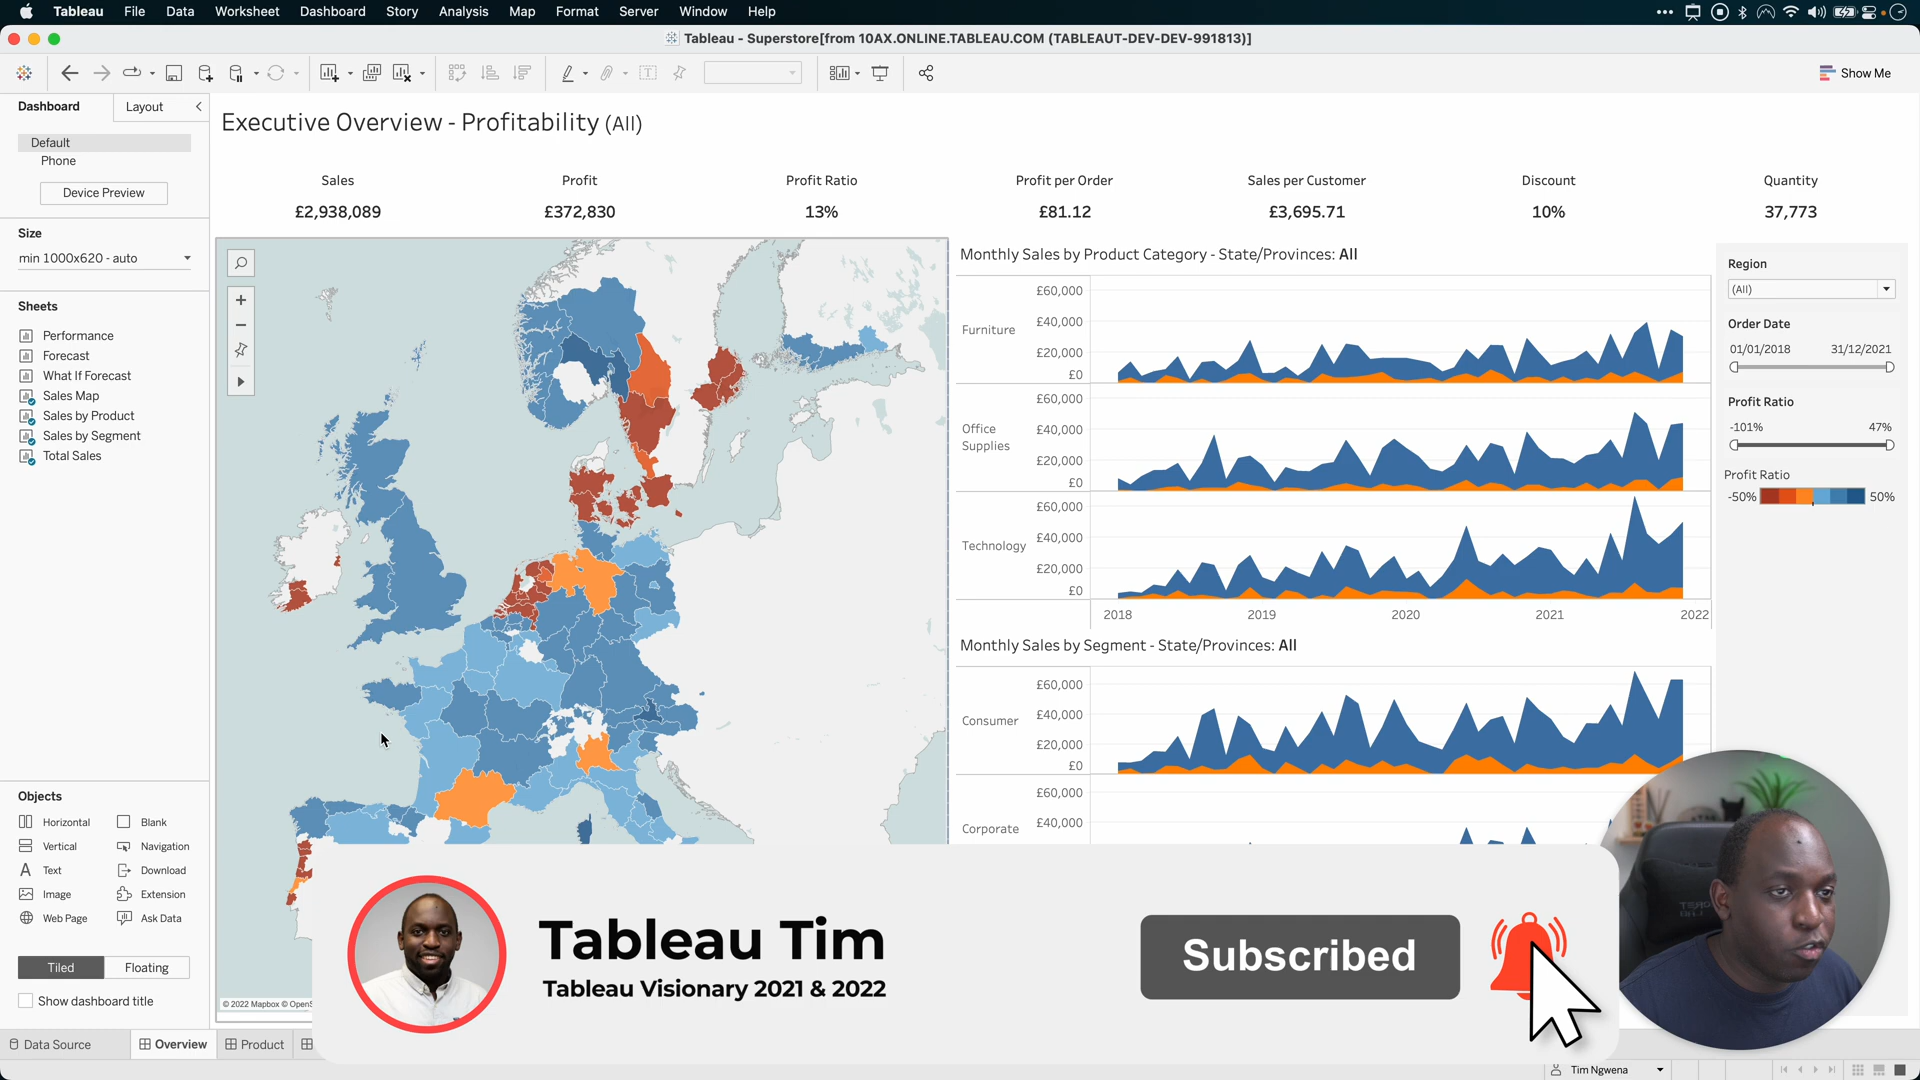 Tableau File Data Worksheet Dashboard Story Analysis Map Format Server Window Help
Tableau - Superstore[from 10AX.ONLINE.TABLEAU.COM (TABLEAUT-DEV-DEV-991813)]
Show Me
Dashboard Layout
Default
Phone
Device Preview
Size
min 1000x620 - auto
Sheets
Performance
Forecast
What If Forecast
Sales Map
Sales by Product
Sales by Segment
Total Sales
Objects
Horizontal Blank
Vertical Navigation
Text Download
Image Extension
Web Page Ask Data
Tiled Floating
Show dashboard title
Executive Overview - Profitability (All)
Sales Profit Profit Ratio Profit per Order Sales per Customer Discount Quantity
£2,938,089 £372,830 13% £81.12 £3,695.71 10% 37,773
© 2022 Mapbox © OpenS
Monthly Sales by Product Category - State/Provinces: All
Furniture
£60,000
£40,000
£20,000
£0
Office
Supplies
£60,000
£40,000
£20,000
£0
Technology
£60,000
£40,000
£20,000
£0
2018 2019 2020 2021 2022
Monthly Sales by Segment - State/Provinces: All
Consumer
£60,000
£40,000
£20,000
£0
Corporate
£60,000
£40,000
Region
(All)
Order Date
01/01/2018 31/12/2021
Profit Ratio
-101% 47%
Profit Ratio
-50% 50%
Tableau Tim
Tableau Visionary 2021 & 2022
Subscribed
Data Source Overview Product
Tim Ngwena